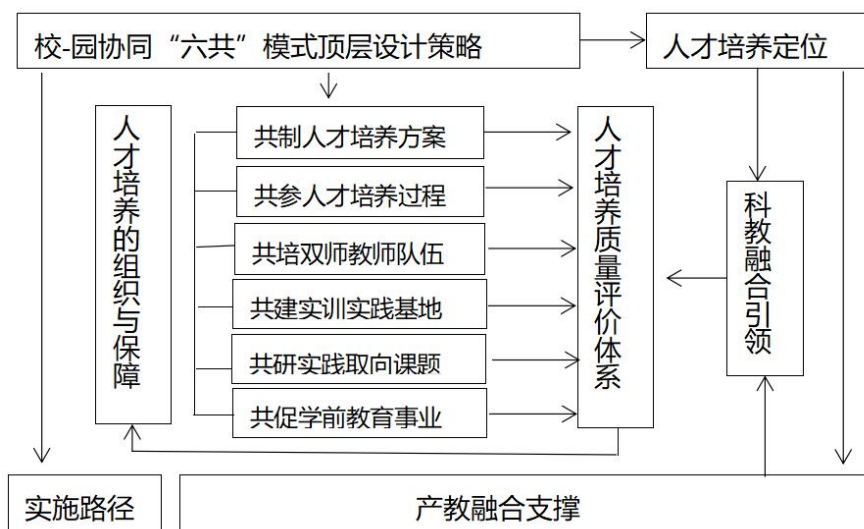 校-园协同“六共”模式顶层设计策略
人才培养定位
人才培养的组织与保障
共制人才培养方案
共参人才培养过程
共培双师教师队伍
共建实训实践基地
共研实践取向课题
共促学前教育事业
人才培养质量评价体系
科教融合引领
实施路径
产教融合支撑